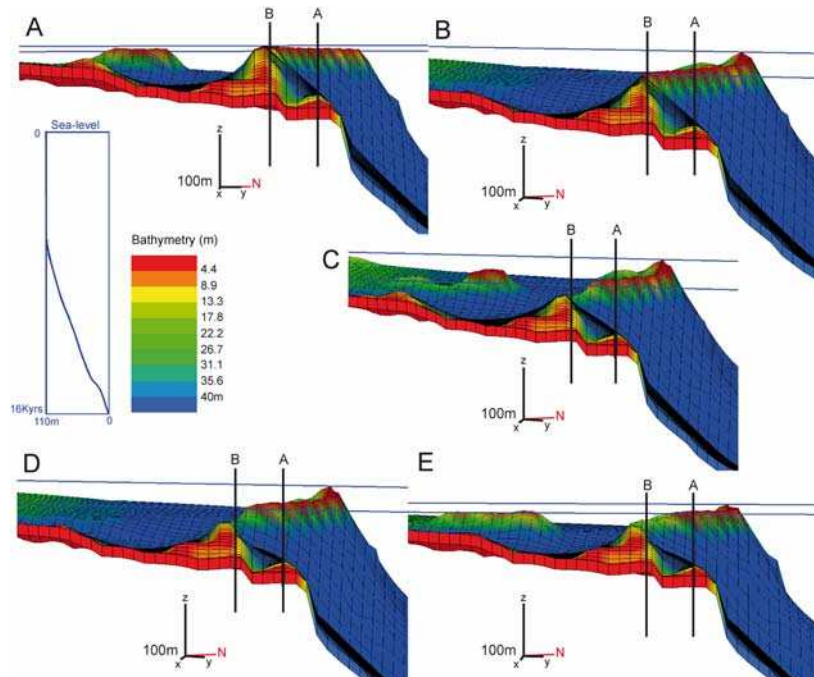 A
B
A
B
B
A
Sea-level
0
16Kyrs
110m
0
Bathymetry (m)
4.4
8.9
13.3
17.8
22.2
26.7
31.1
35.6
40m
z
100m
x
y
N
z
100m
x
y
N
C
B
A
z
100m
x
y
N
D
B
A
z
100m
x
y
N
E
B
A
z
100m
x
y
N